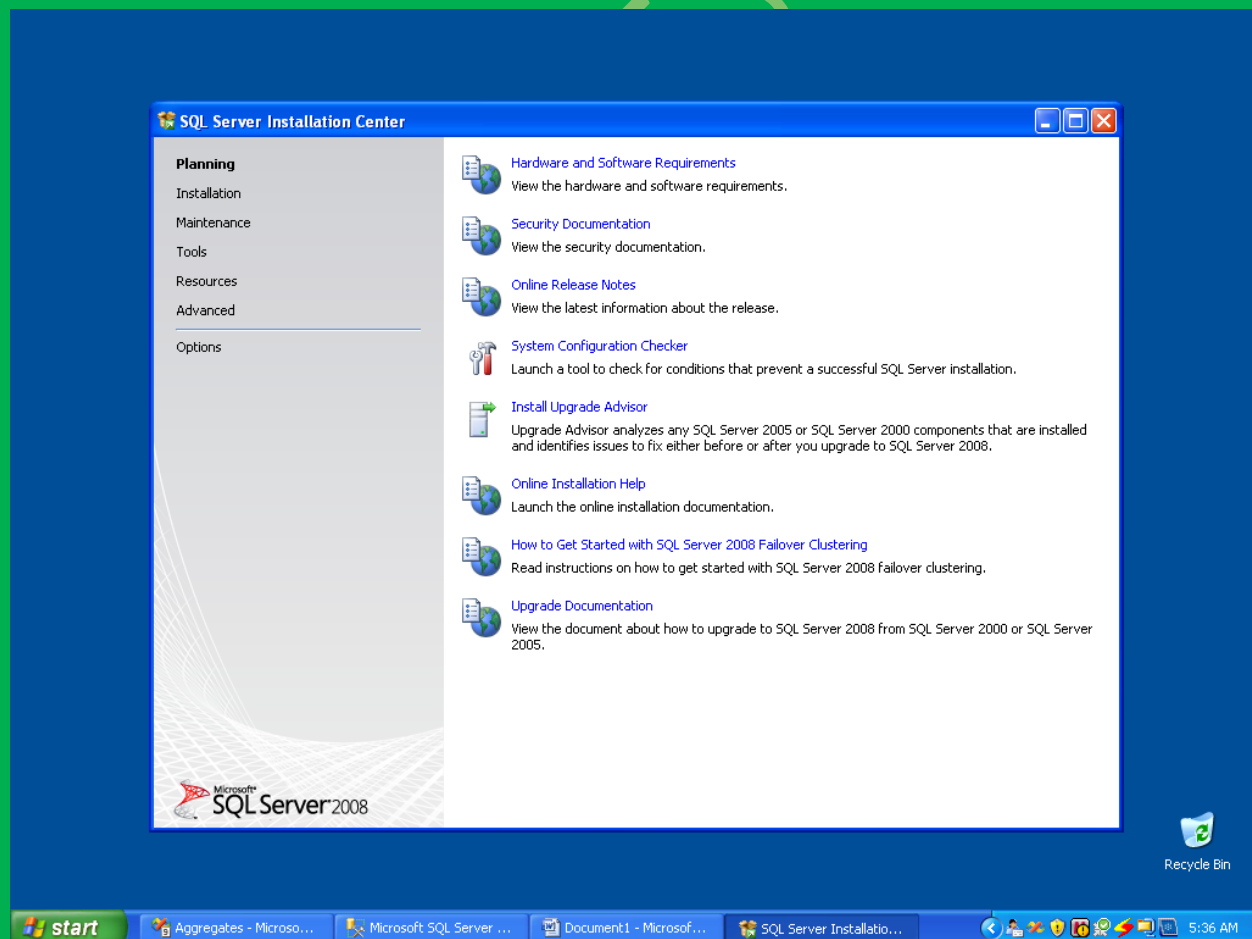 SQL Server Installation Center
Planning
Installation
Maintenance
Tools
Resources
Advanced
Options
Hardware and Software Requirements
View the hardware and software requirements.
Security Documentation
View the security documentation.
Online Release Notes
View the latest information about the release.
System Configuration Checker
Launch a tool to check for conditions that prevent a successful SQL Server installation.
Install Upgrade Advisor
Upgrade Advisor analyzes any SQL Server 2005 or SQL Server 2000 components that are installed
and identifies issues to fix either before or after you upgrade to SQL Server 2008.
Online Installation Help
Launch the online installation documentation.
How to Get Started with SQL Server 2008 Failover Clustering
Read instructions on how to get started with SQL Server 2008 failover clustering.
Upgrade Documentation
View the document about how to upgrade to SQL Server 2008 from SQL Server 2000 or SQL Server
2005.
Microsoft®
SQL Server 2008
Recycle Bin
start
Aggregates - Microso...
Microsoft SQL Server ...
Document1 - Microsof...
SQL Server Installatio...
5:36 AM